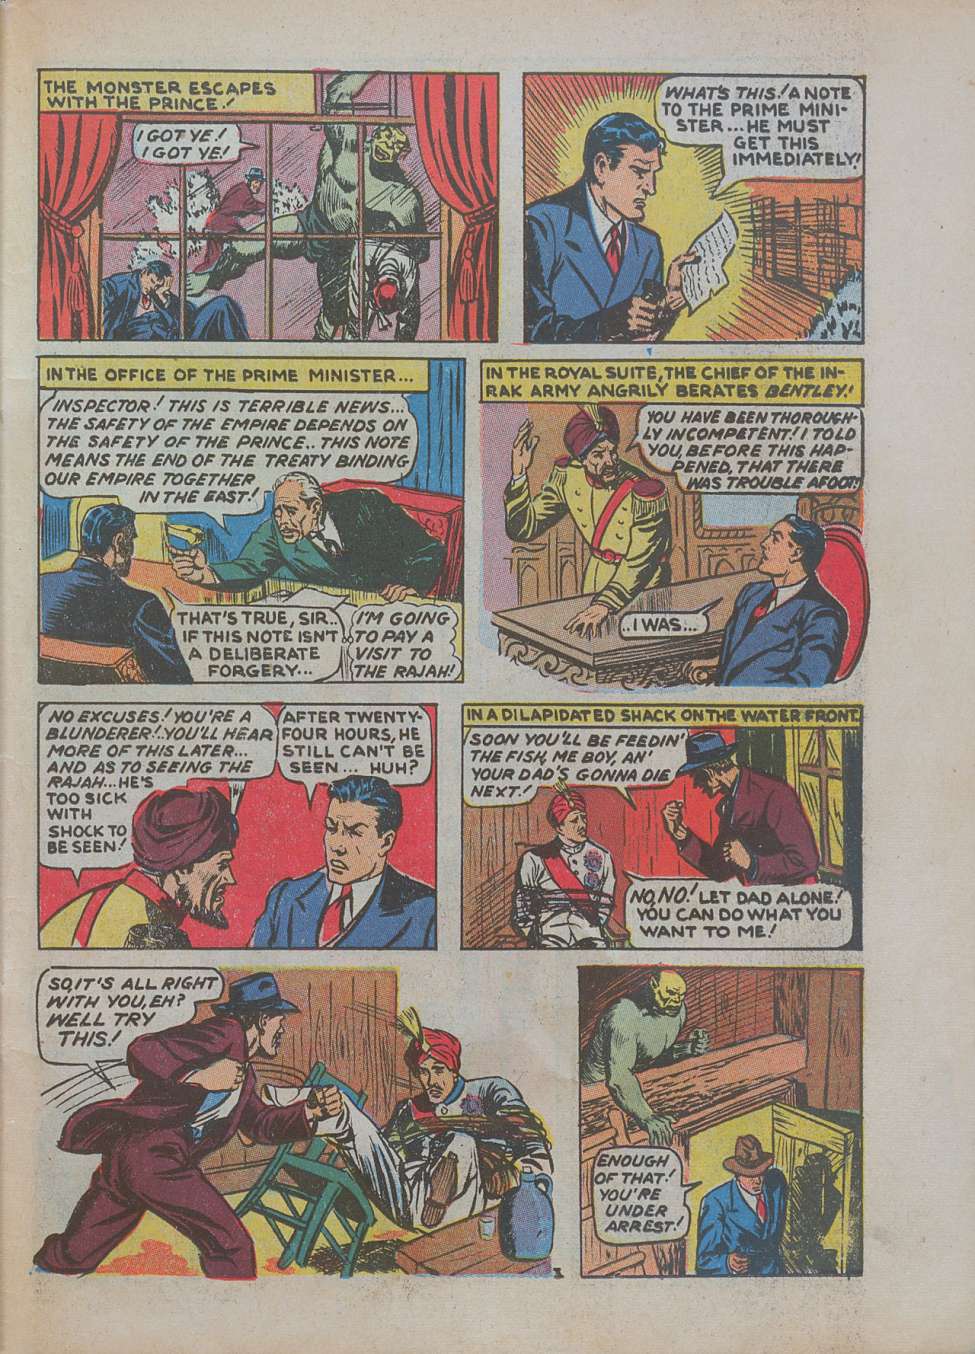 THE MONSTER ESCAPES
WITH THE PRINCE!
I GOT YE!
I GOT YE!
WHAT'S THIS! A NOTE
TO THE PRIME MINI-
STER...HE MUST
GET THIS
IMMEDIATELY!
IN THE OFFICE OF THE PRIME MINISTER...
INSPECTOR! THIS IS TERRIBLE NEWS...
THE SAFETY OF THE EMPIRE DEPENDS ON
THE SAFETY OF THE PRINCE.. THIS NOTE
MEANS THE END OF THE TREATY BINDING
OUR EMPIRE TOGETHER
IN THE EAST!
THAT'S TRUE, SIR..
IF THIS NOTE ISN'T
A DELIBERATE
FORGERY...
I'M GOING
TO PAY A
VISIT TO
THE RAJAH!
IN THE ROYAL SUITE, THE CHIEF OF THE IN-
RAK ARMY ANGRILY BERATES BENTLEY!
YOU HAVE BEEN THOROUGH-
LY INCOMPETENT! I TOLD
YOU, BEFORE THIS HAP-
PENED, THAT THERE
WAS TROUBLE AFOOT!
..I WAS...
NO EXCUSES! YOU'RE A
BLUNDERER! YOU'LL HEAR
MORE OF THIS LATER...
AND AS TO SEEING THE
RAJAH...HE'S
TOO SICK
WITH
SHOCK TO
BE SEEN!
AFTER TWENTY-
FOUR HOURS, HE
STILL CAN'T BE
SEEN... HUH?
IN A DILAPIDATED SHACK ON THE WATER FRONT.
SOON YOU'LL BE FEEDIN'
THE FISH, ME BOY, AN'
YOUR DAD'S GONNA DIE
NEXT!
NO, NO! LET DAD ALONE!
YOU CAN DO WHAT YOU
WANT TO ME!
SO, IT'S ALL RIGHT
WITH YOU, EH?
WELL TRY
THIS!
1
ENOUGH
OF THAT!
YOU'RE
UNDER
ARREST!